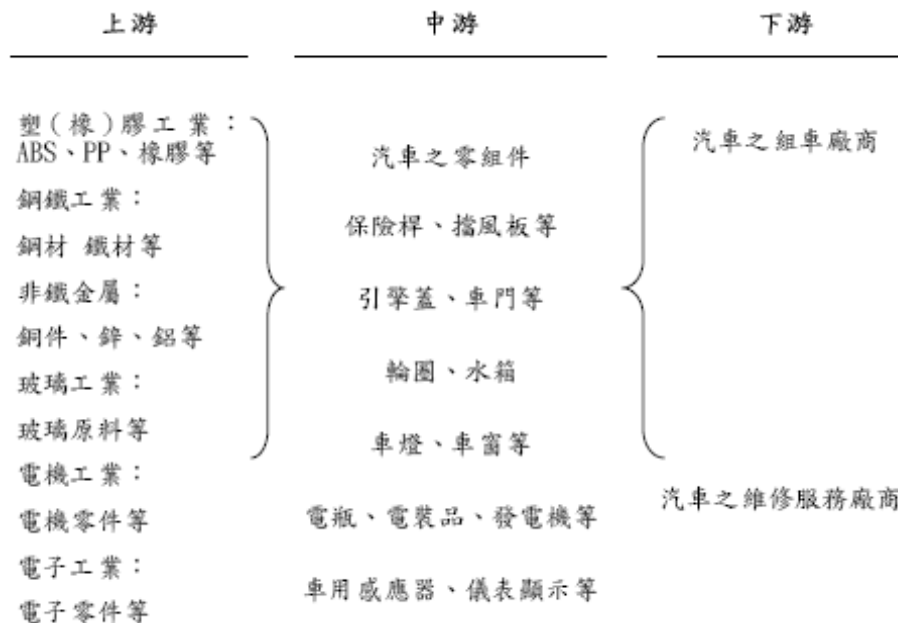 上游
中游
下游
塑(橡)膠工業：
ABS、PP、橡膠等
鋼鐵工業：
鋼材 鐵材等
非鐵金屬：
銅件、鋅、鋁等
玻璃工業：
玻璃原料等
電機工業：
電機零件等
電子工業：
電子零件等
汽車之零組件
保險桿、擋風板等
引擎蓋、車門等
輪圈、水箱
車燈、車窗等
電瓶、電裝品、發電機等
車用感應器、儀表顯示等
汽車之組車廠商
汽車之維修服務廠商